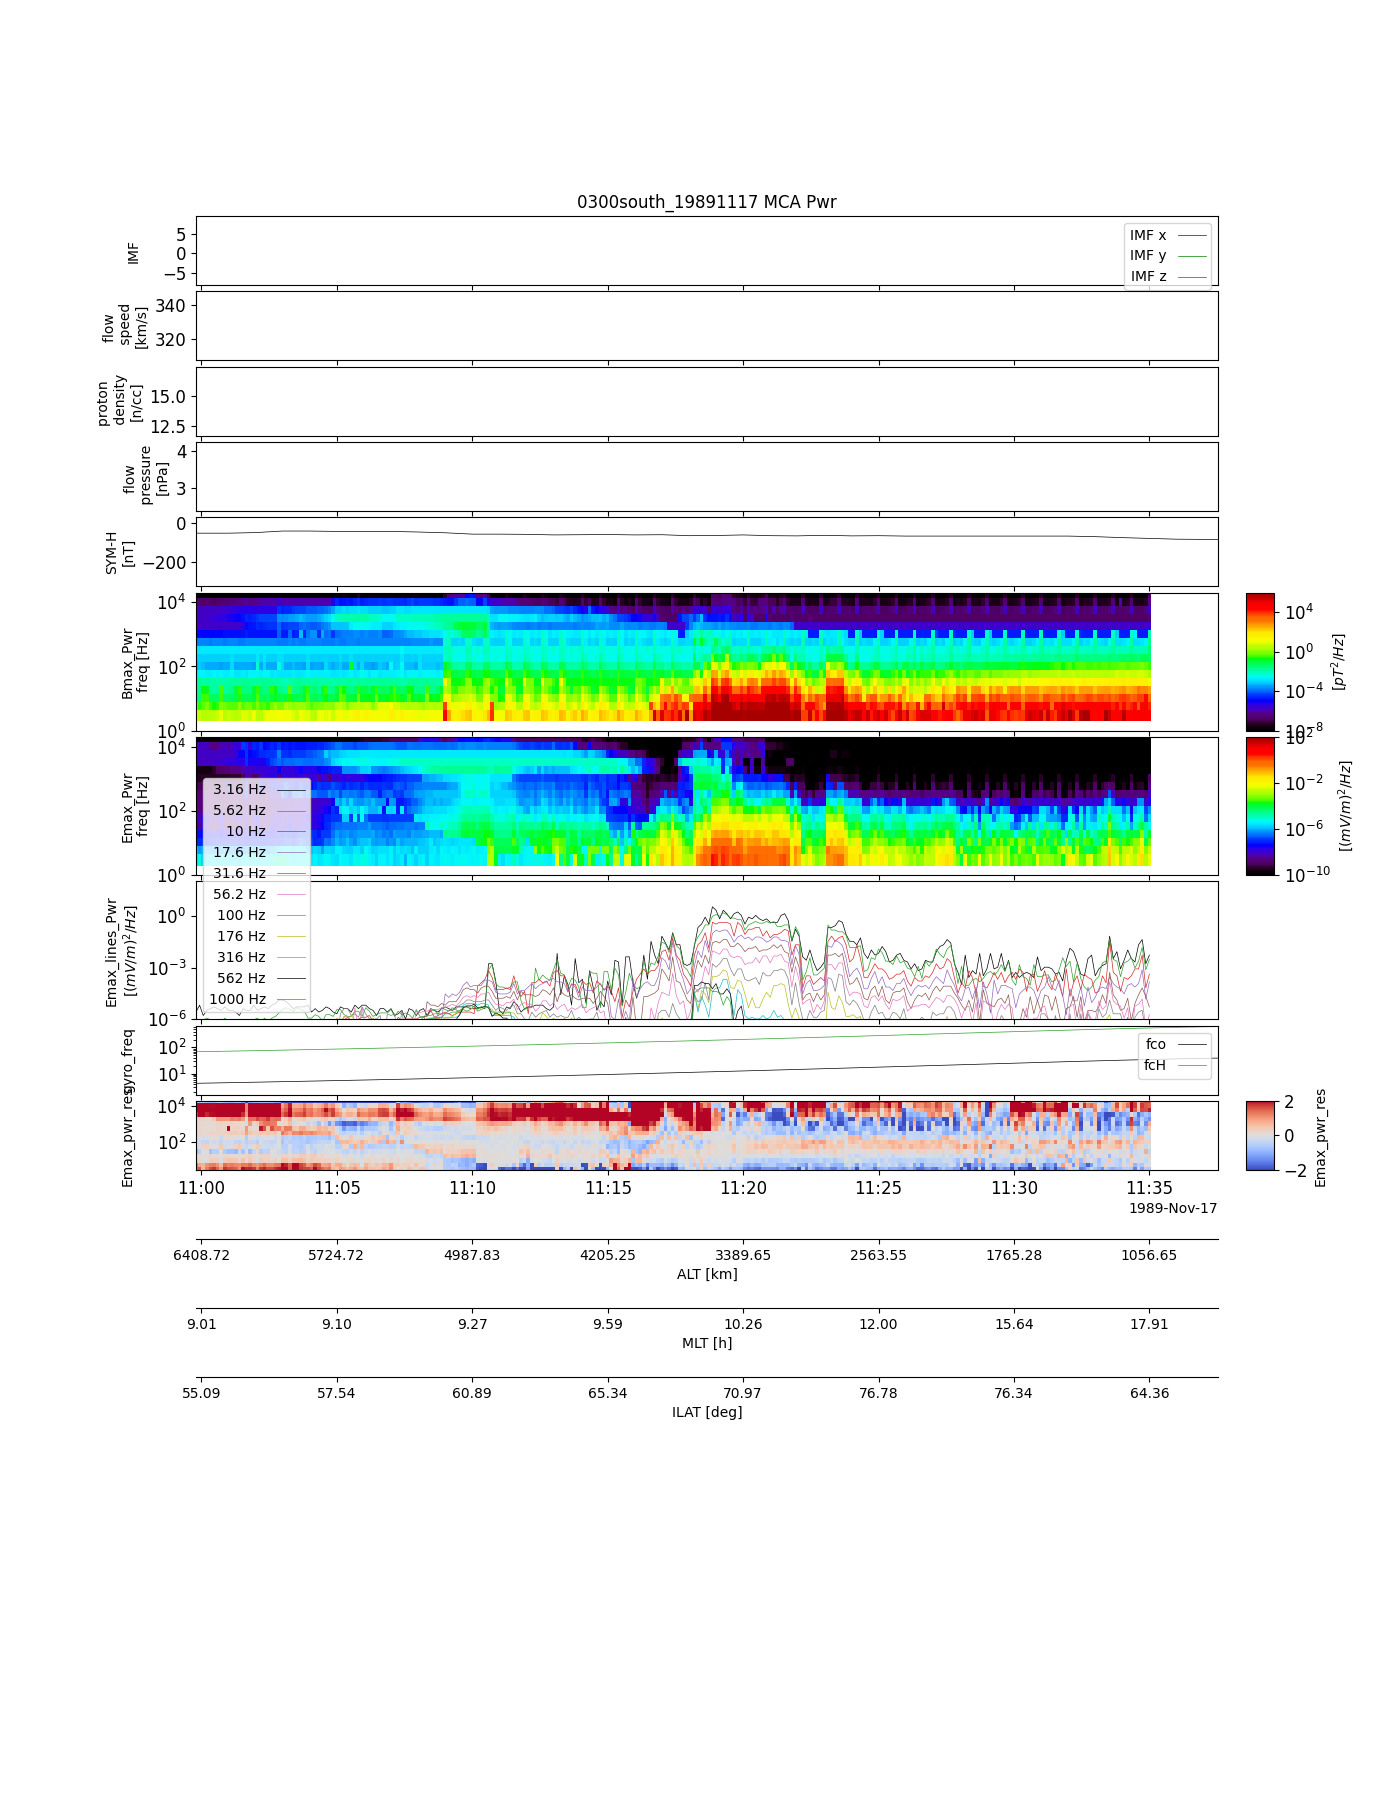 0300south_19891117 MCA Pwr
IMF
5
0
−5
IMF x
IMF y
IMF z
flow
speed
[km/s]
340
320
proton
density
[n/cc]
15.0
12.5
flow
pressure
[nPa]
4
3
SYM-H
[nT]
0
−200
Bmax_Pwr
freq [Hz]
10^4
10^2
10^0
10^4
10^0
10^−4
10^−8
[pT^2/Hz]
Emax_Pwr
freq [Hz]
10^4
10^2
10^0
10^2
10^−2
10^−6
10^−10
[(mV/m)^2/Hz]
3.16 Hz
5.62 Hz
10 Hz
17.6 Hz
31.6 Hz
56.2 Hz
100 Hz
176 Hz
316 Hz
562 Hz
1000 Hz
Emax_lines_Pwr
[(mV/m)^2/Hz]
10^0
10^−3
10^−6
gyro_freq
10^2
10^1
fco
fcH
Emax_pwr_res
10^4
10^2
2
0
−2
Emax_pwr_res
11:00 11:05 11:10 11:15 11:20 11:25 11:30 11:35
1989-Nov-17
6408.72 5724.72 4987.83 4205.25 3389.65 2563.55 1765.28 1056.65
ALT [km]
9.01 9.10 9.27 9.59 10.26 12.00 15.64 17.91
MLT [h]
55.09 57.54 60.89 65.34 70.97 76.78 76.34 64.36
ILAT [deg]